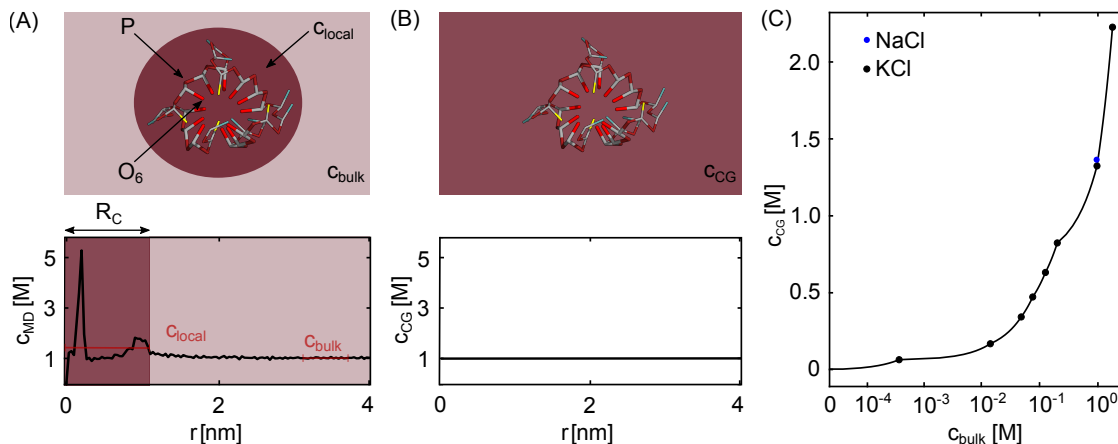 (A)
P
c_local
O_6
c_bulk
R_C
c_MD [M]
5
3
1
c_local
c_bulk
0
2
4
r [nm]
(B)
c_CG
c_CG [M]
5
3
1
0
2
4
r [nm]
(C)
NaCl
KCl
c_CG [M]
2.0
1.5
1.0
0.5
0
0
10^-4
10^-3
10^-2
10^-1
10^0
c_bulk [M]